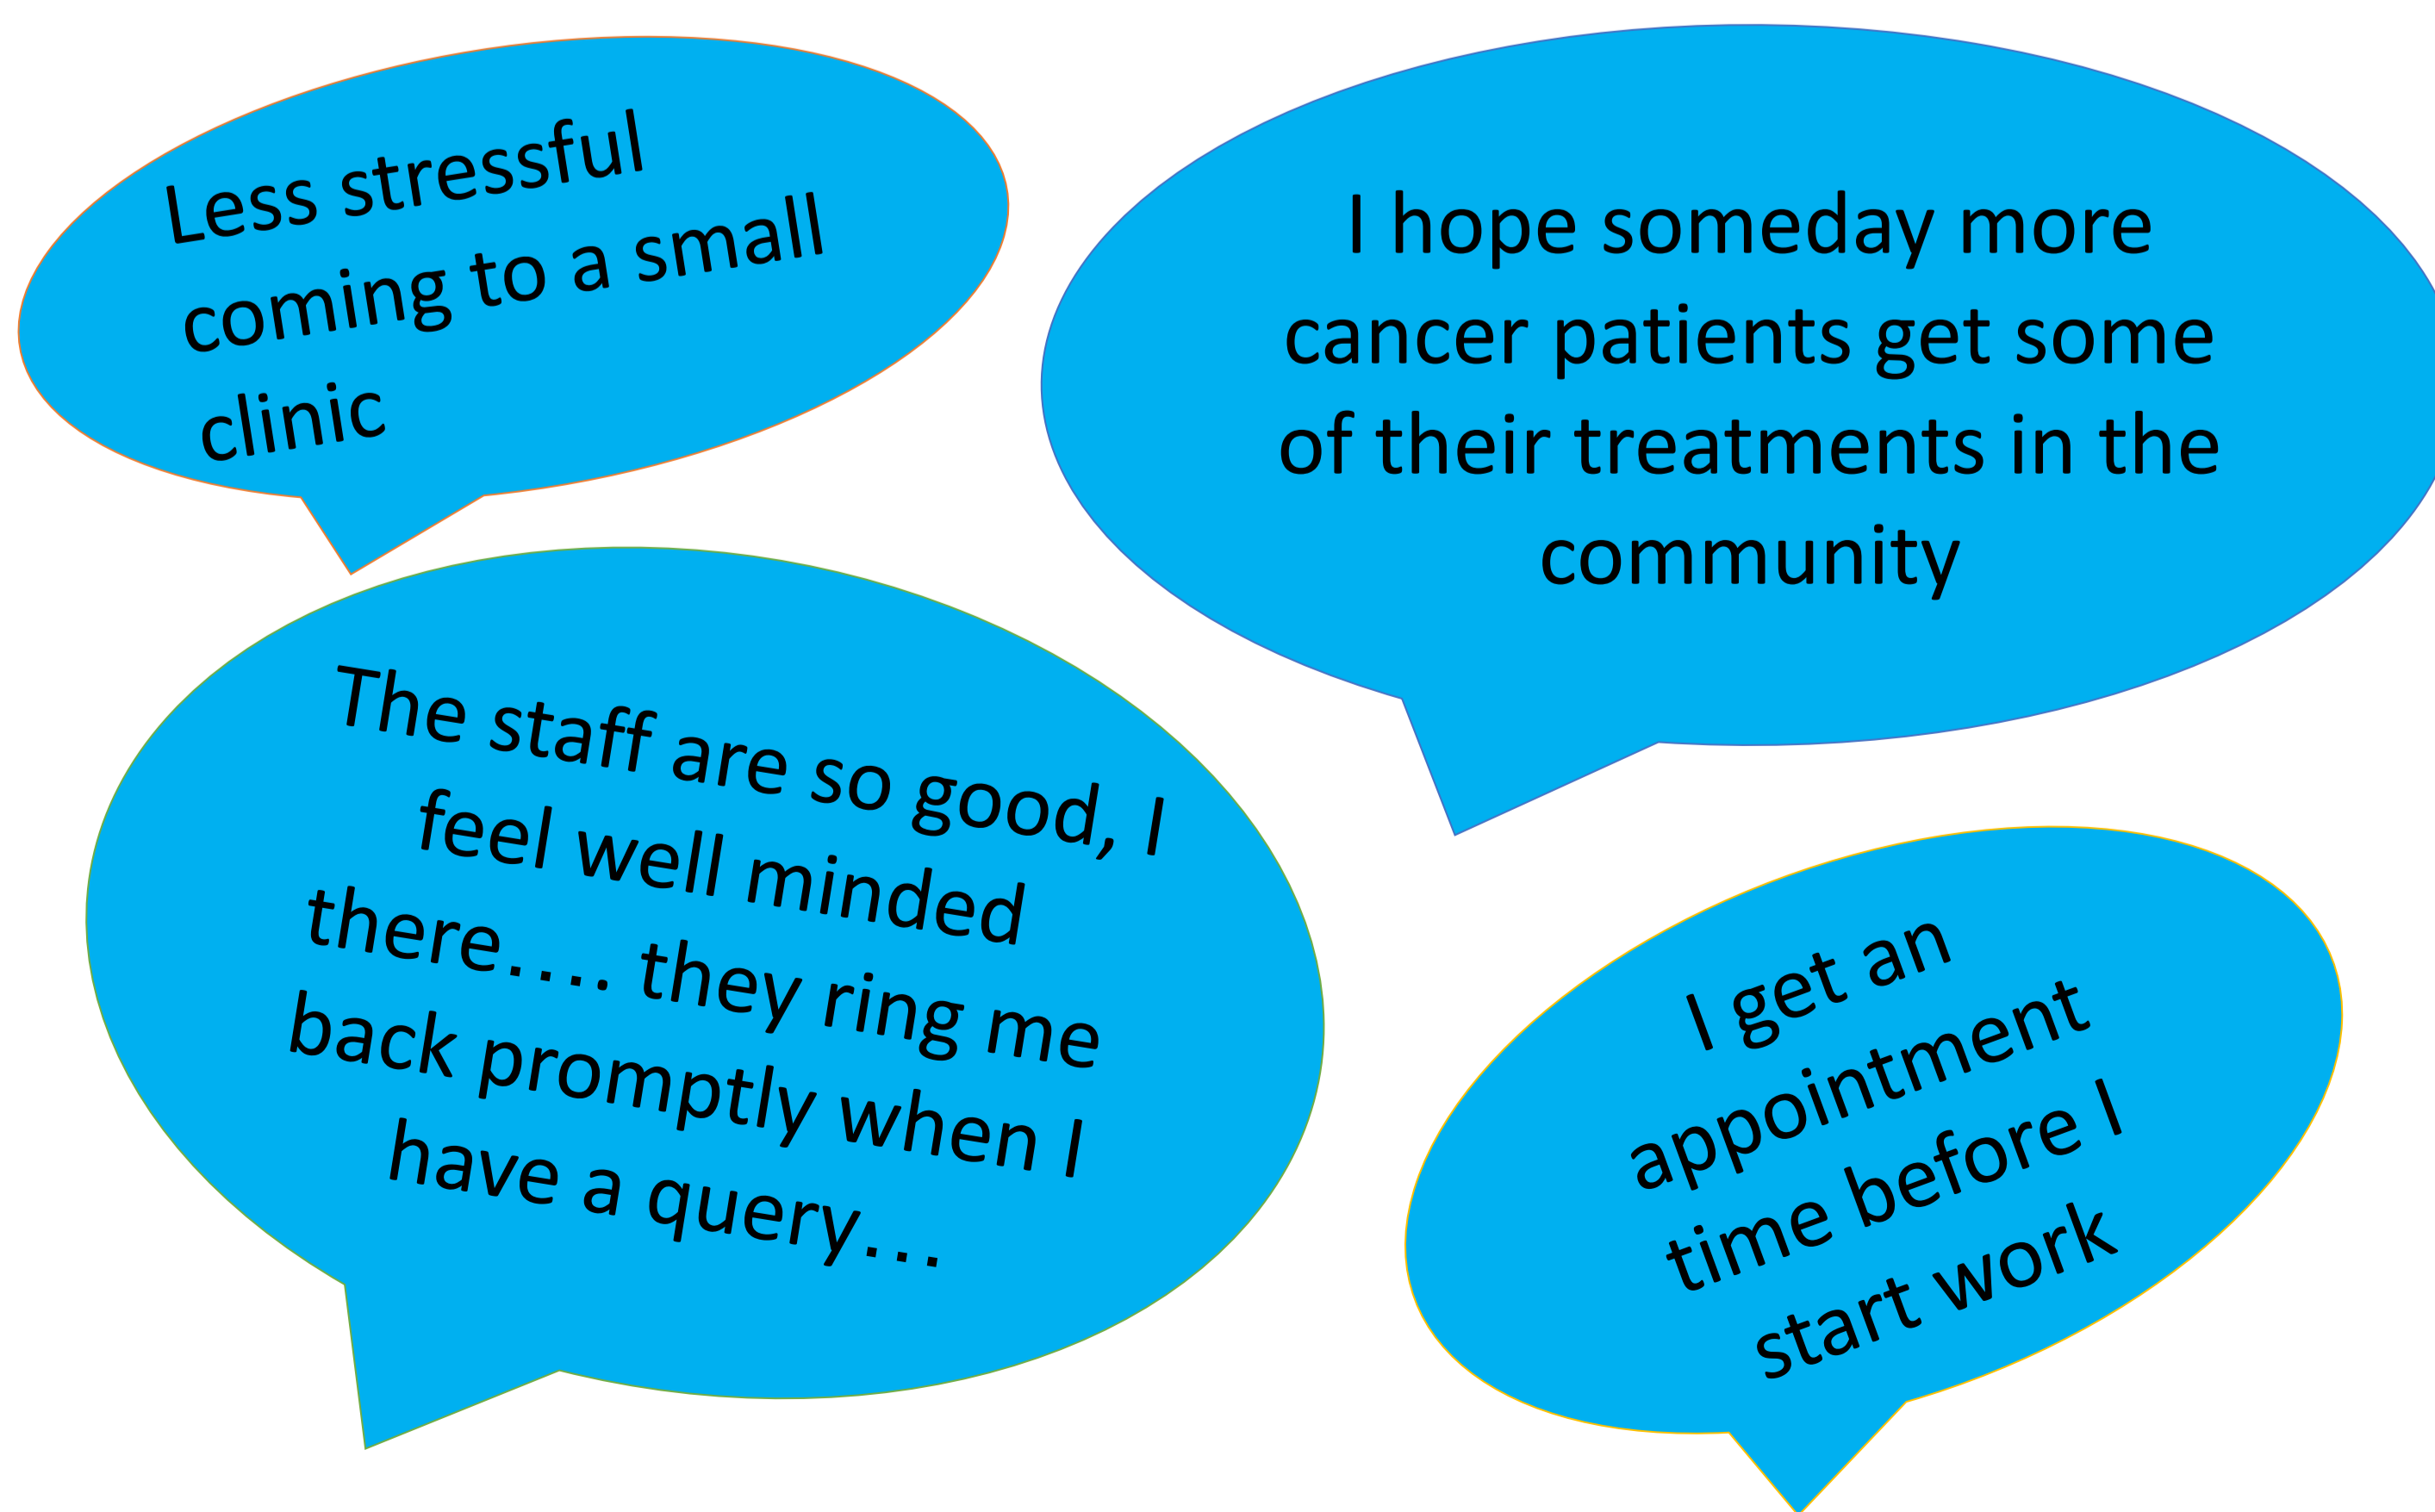 Less stressful
coming to a small
clinic
I hope someday more
cancer patients get some
of their treatments in the
community
The staff are so good, I
feel well minded
there…. they ring me
back promptly when I
have a query…
I get an
appointment
time before I
start work